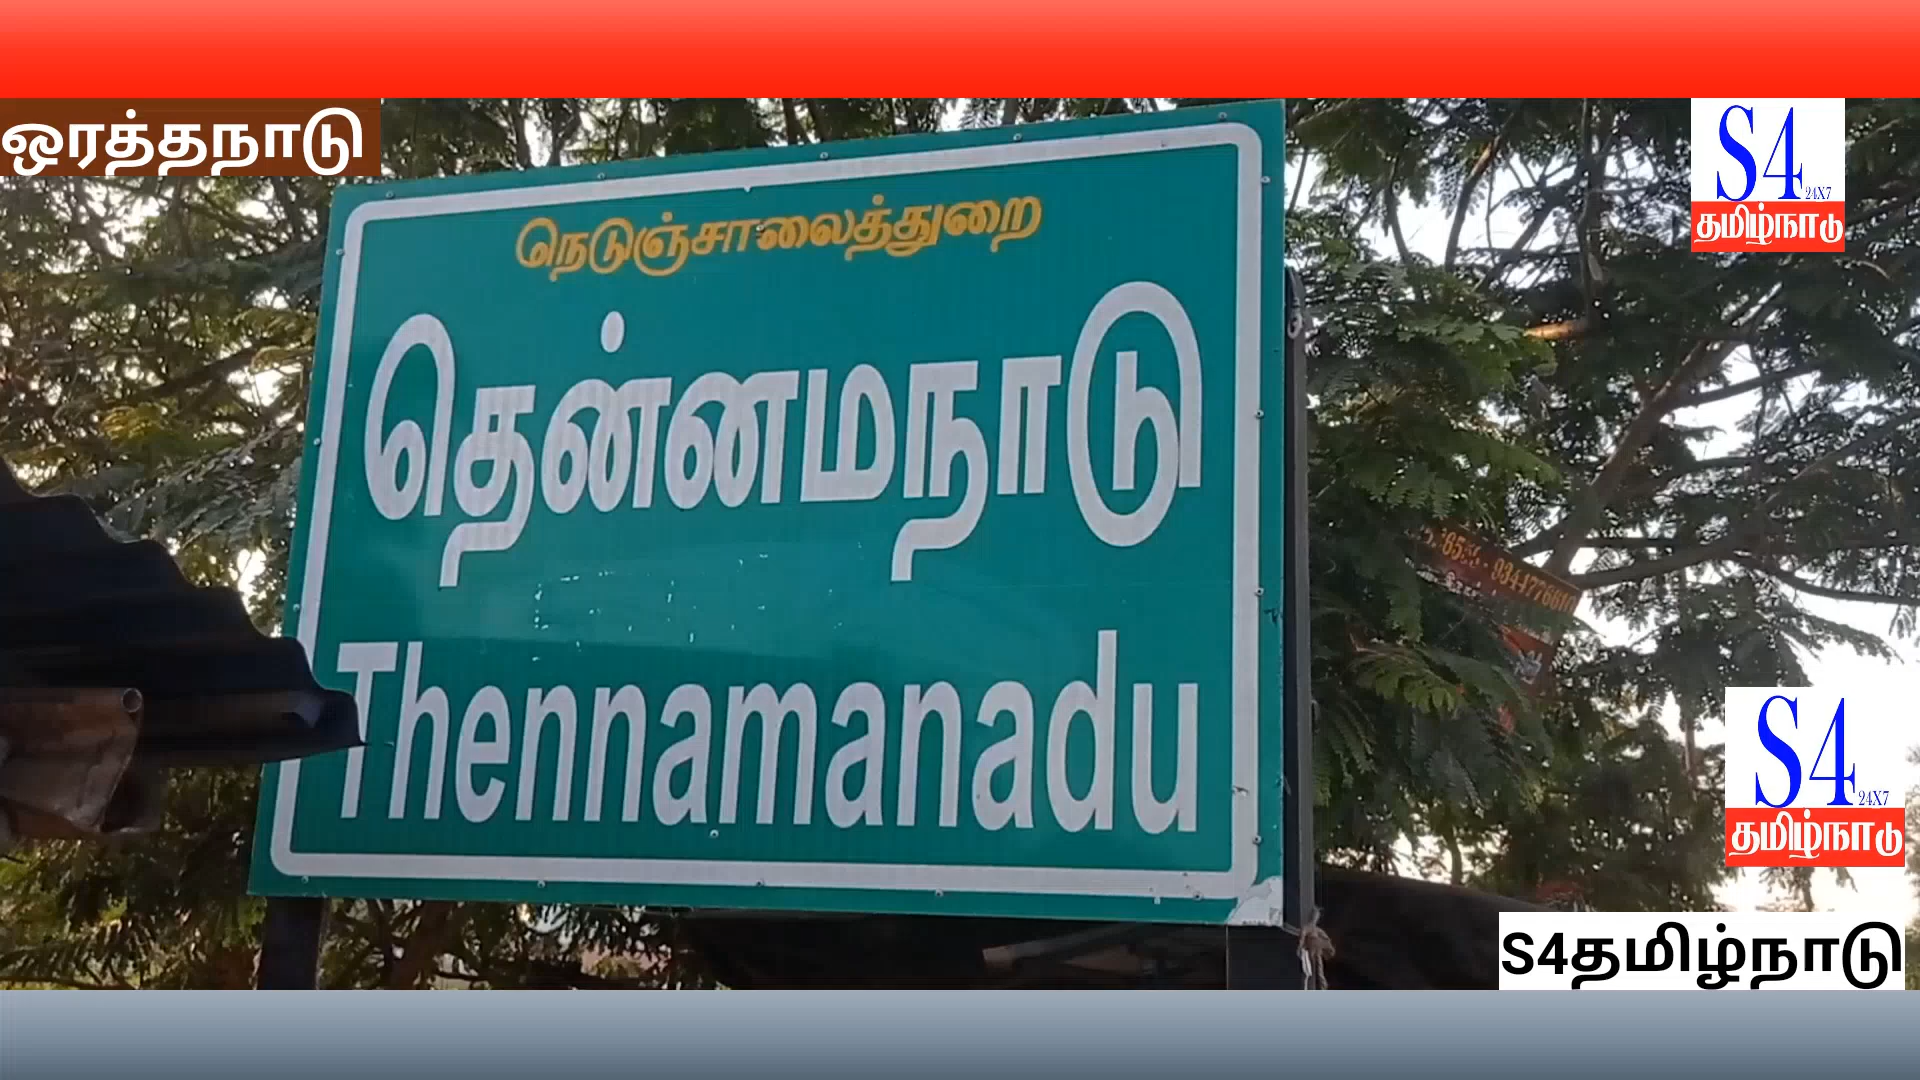 ஒரத்தநாடு
S4
24X7
தமிழ்நாடு
நெடுஞ்சாலைத்துறை
தென்னமநாடு
Thennamanadu
S4
24X7
தமிழ்நாடு
S4தமிழ்நாடு